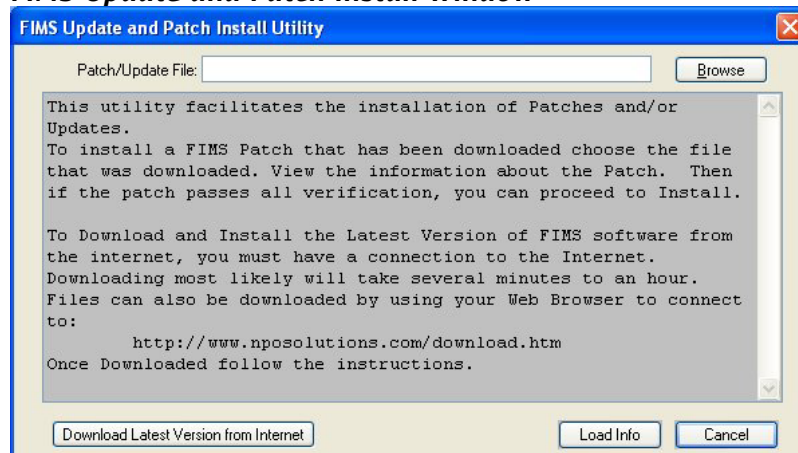 FIMS Update and Patch Install Utility
Patch/Update File:
Browse
This utility facilitates the installation of Patches and/or
Updates.
To install a FIMS Patch that has been downloaded choose the file
that was downloaded. View the information about the Patch.  Then
if the patch passes all verification, you can proceed to Install.
To Download and Install the Latest Version of FIMS software from
the internet, you must have a connection to the Internet.
Downloading most likely will take several minutes to an hour.
Files can also be downloaded by using your Web Browser to connect
to:
http://www.nposolutions.com/download.htm
Once Downloaded follow the instructions.
Download Latest Version from Internet
Load Info
Cancel